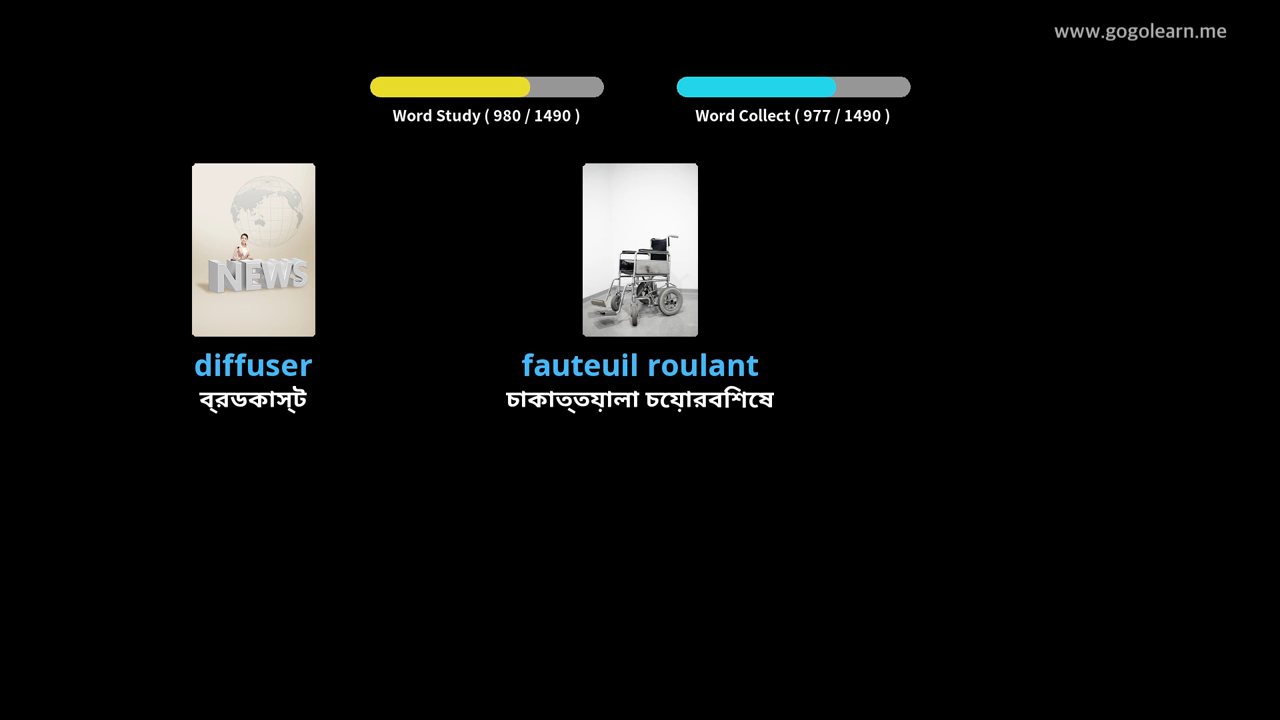 www.gogolearn.me
Word Study ( 980 / 1490 )
Word Collect ( 977 / 1490 )
NEWS
diffuser
ব্রডকাস্ট
fauteuil roulant
চাকাত্তয়ালা চয়োরবশিষে